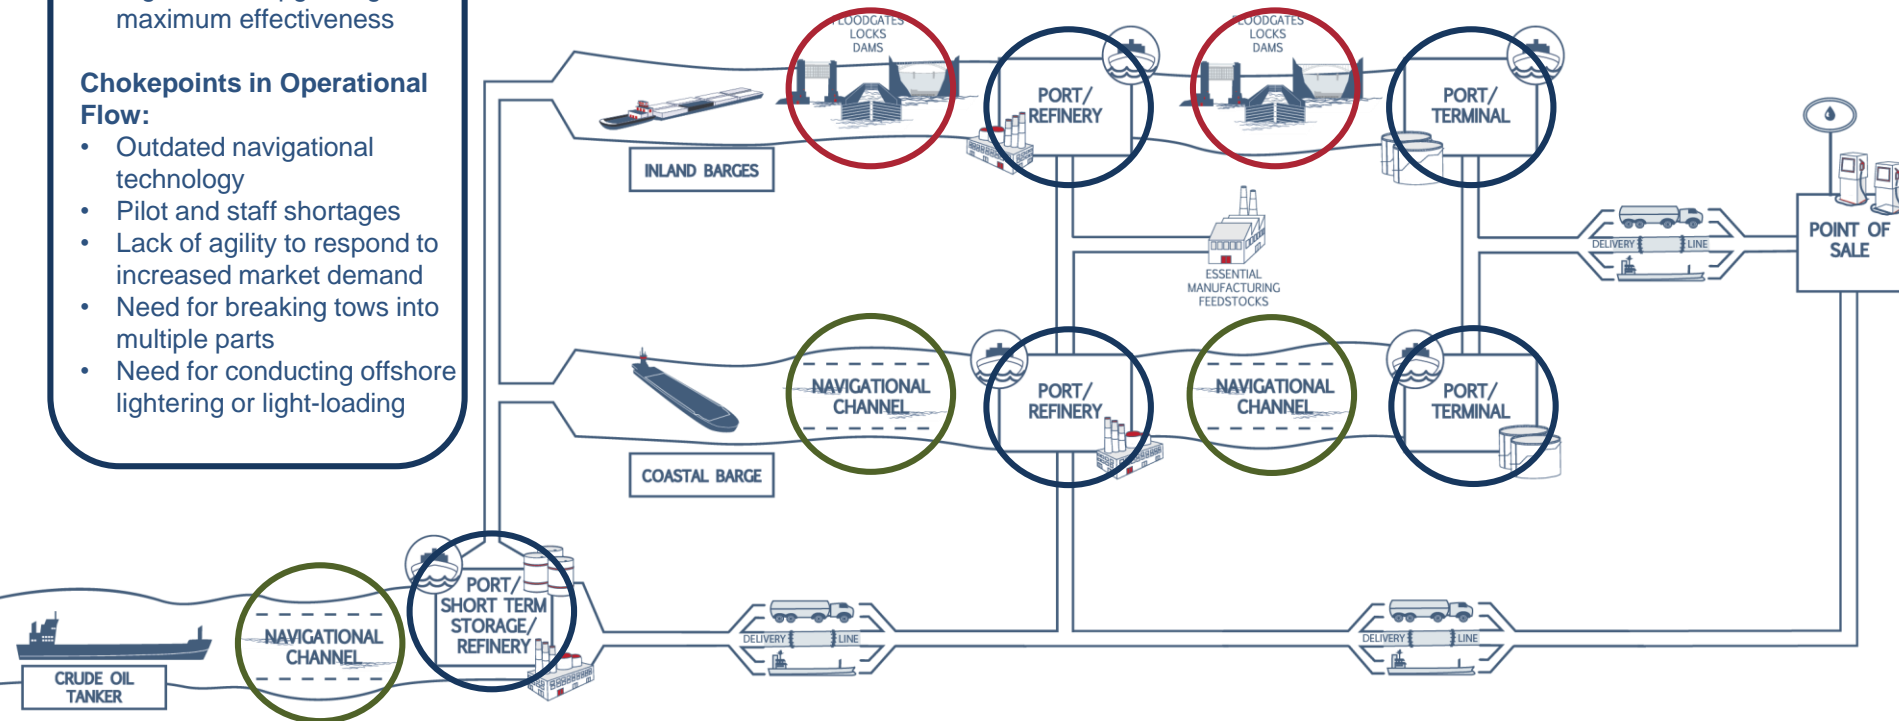 maximum effectiveness
Chokepoints in Operational
Flow:
• Outdated navigational
technology
• Pilot and staff shortages
• Lack of agility to respond to
increased market demand
• Need for breaking tows into
multiple parts
• Need for conducting offshore
lightering or light-loading
FLOODGATES
LOCKS
DAMS
PORT/
REFINERY
FLOODGATES
LOCKS
DAMS
PORT/
TERMINAL
INLAND BARGES
ESSENTIAL
MANUFACTURING
FEEDSTOCKS
DELIVERY LINE
POINT OF
SALE
NAVIGATIONAL
CHANNEL
PORT/
REFINERY
NAVIGATIONAL
CHANNEL
PORT/
TERMINAL
COASTAL BARGE
CRUDE OIL
TANKER
NAVIGATIONAL
CHANNEL
PORT/
SHORT TERM
STORAGE/
REFINERY
DELIVERY LINE
DELIVERY LINE